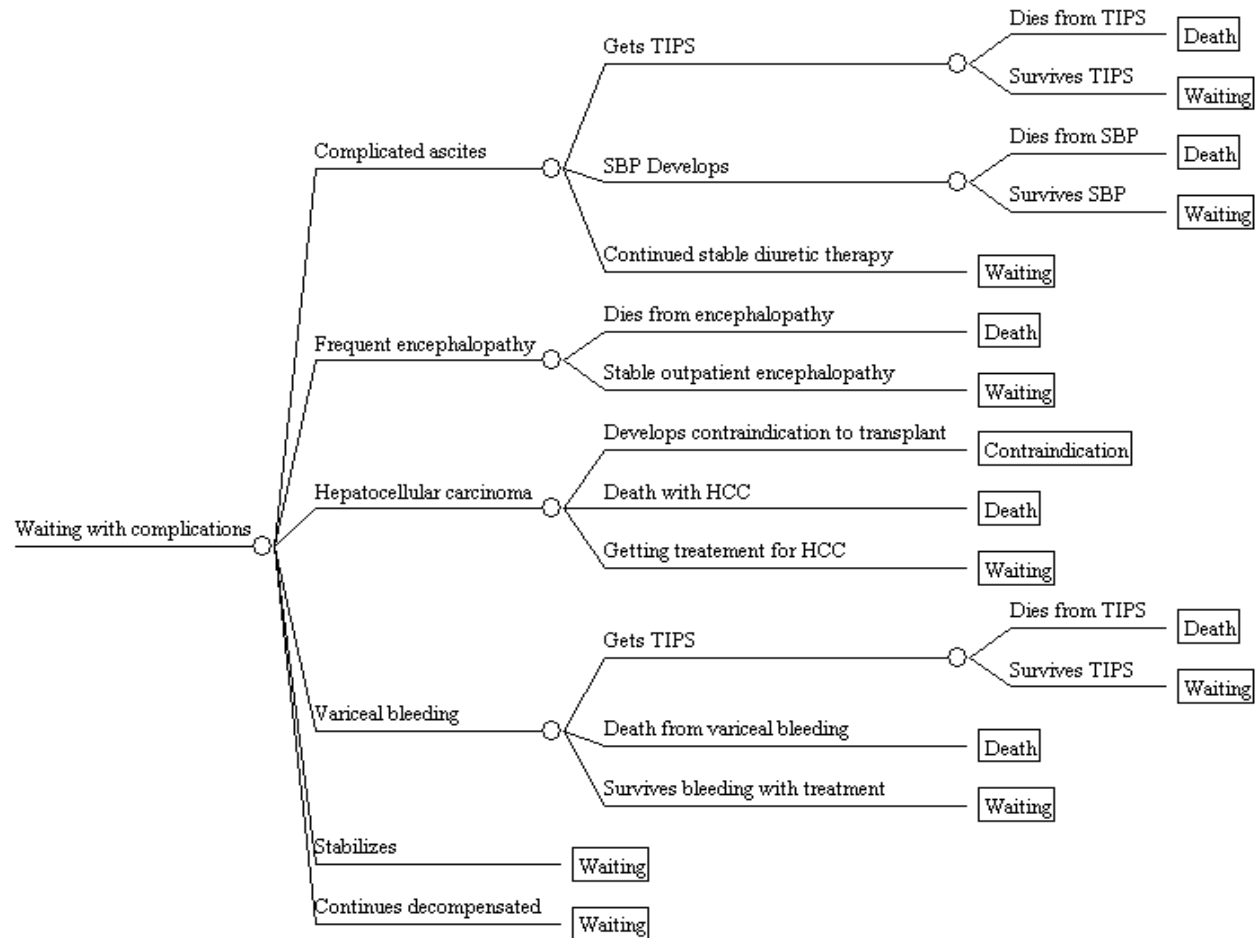 Dies from TIPS
Death
Gets TIPS
Survives TIPS
Waiting
Complicated ascites
Dies from SBP
Death
SBP Develops
Survives SBP
Waiting
Continued stable diuretic therapy
Waiting
Dies from encephalopathy
Death
Frequent encephalopathy
Stable outpatient encephalopathy
Waiting
Develops contraindication to transplant
Contraindication
Hepatocellular carcinoma
Death with HCC
Death
Waiting with complications
Getting treatement for HCC
Waiting
Dies from TIPS
Death
Gets TIPS
Survives TIPS
Waiting
Variceal bleeding
Death from variceal bleeding
Death
Survives bleeding with treatment
Waiting
Stabilizes
Waiting
Continues decompensated
Waiting